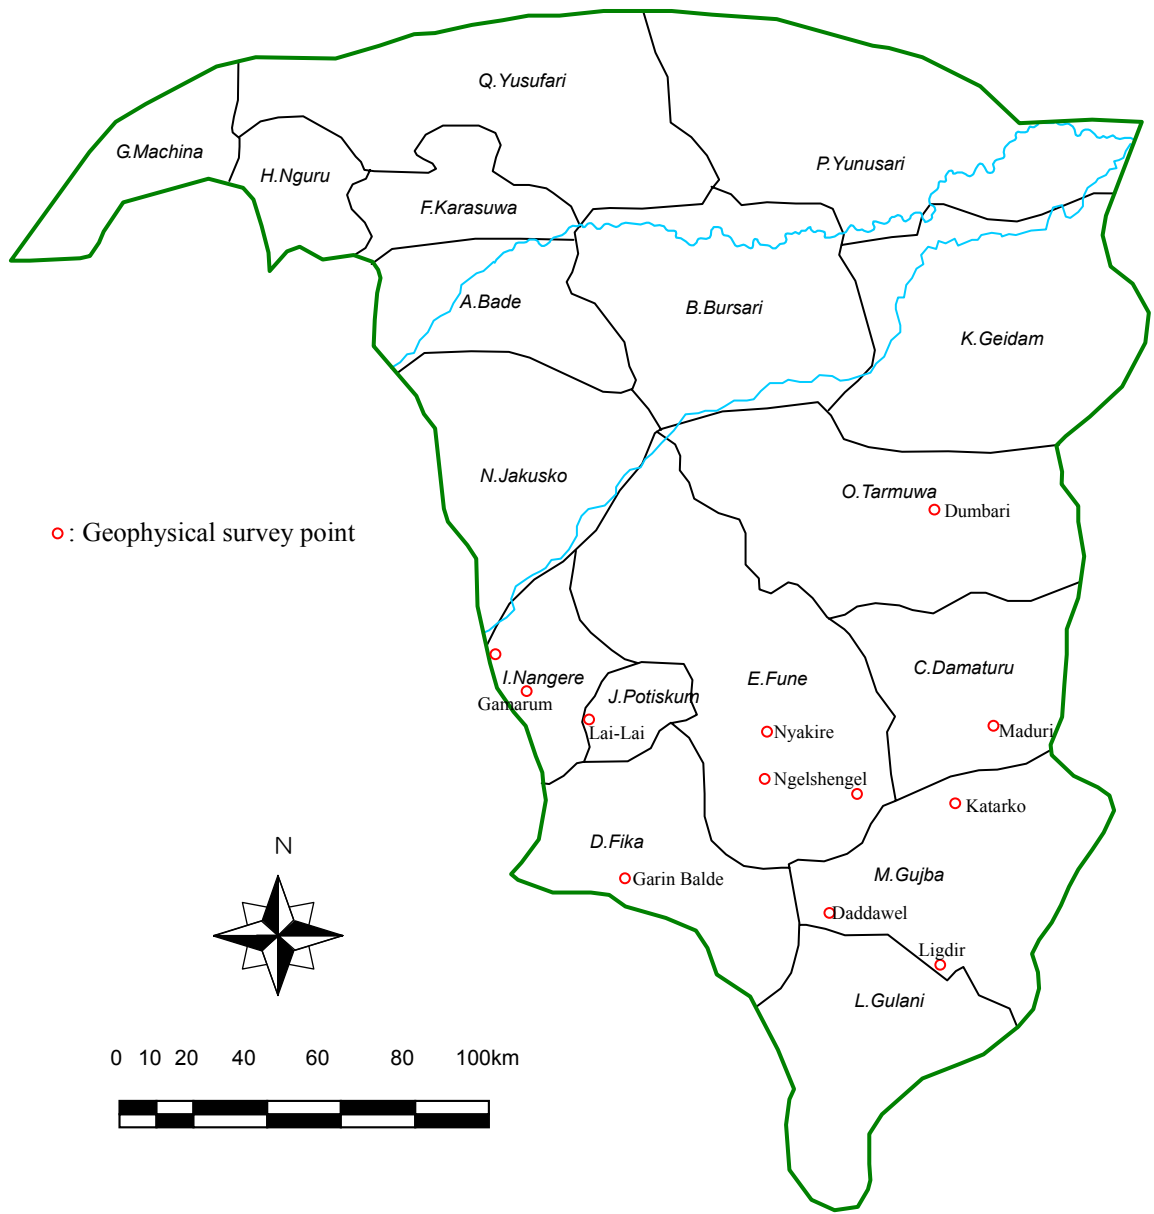 Q.Yusufari
G.Machina
P.Yunusari
H.Nguru
F.Karasuwa
A.Bade
B.Bursari
K.Geidam
N.Jakusko
O.Tarmuwa
Dumbari
: Geophysical survey point
C.Damaturu
I.Nangere
E.Fune
J.Potiskum
Gamarum
Lai-Lai
Nyakire
Maduri
Ngelshengel
Katarko
D.Fika
N
M.Gujba
Garin Balde
Daddawel
Ligdir
L.Gulani
0 10 20 40 60 80 100km